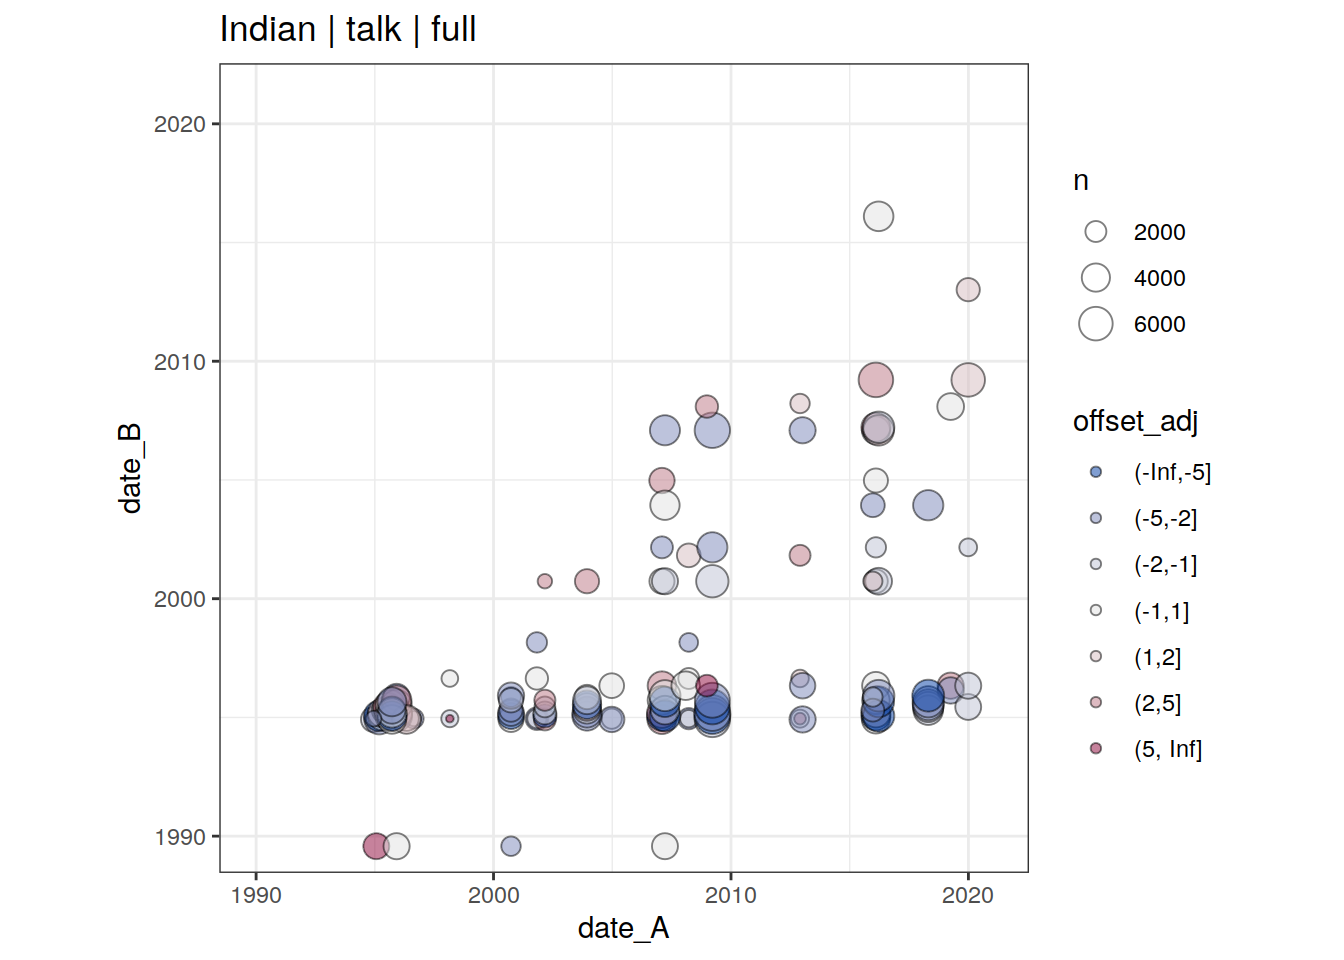 Indian | talk | full
2020
2010
2000
1990
1990
2000
2010
2020
date_A
date_B
n
2000
4000
6000
offset_adj
(-Inf,-5]
(-5,-2]
(-2,-1]
(-1,1]
(1,2]
(2,5]
(5, Inf]